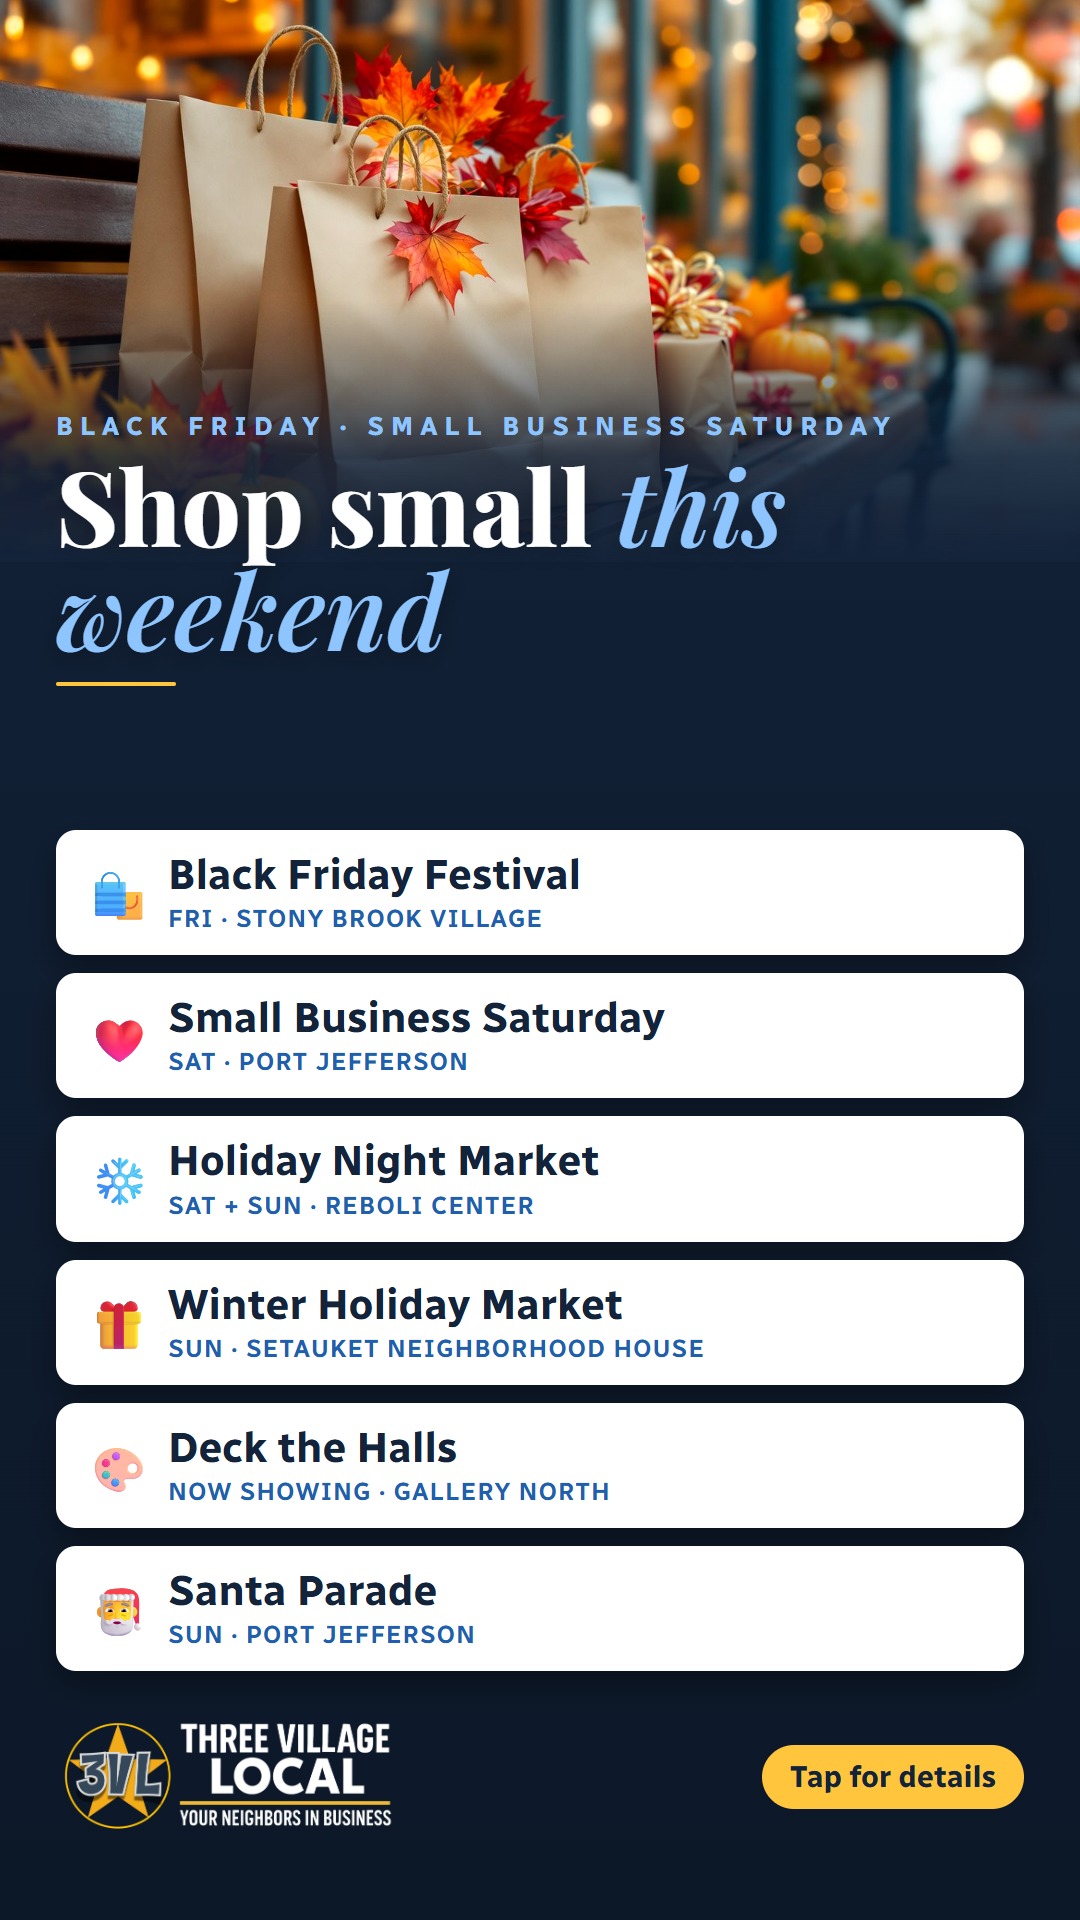 BLACK FRIDAY · SMALL BUSINESS SATURDAY
Shop small this
weekend
Black Friday Festival
FRI · STONY BROOK VILLAGE
Small Business Saturday
SAT · PORT JEFFERSON
Holiday Night Market
SAT + SUN · REBOLI CENTER
Winter Holiday Market
SUN · SETAUKET NEIGHBORHOOD HOUSE
Deck the Halls
NOW SHOWING · GALLERY NORTH
Santa Parade
SUN · PORT JEFFERSON
3VL
THREE VILLAGE
LOCAL
YOUR NEIGHBORS IN BUSINESS
Tap for details